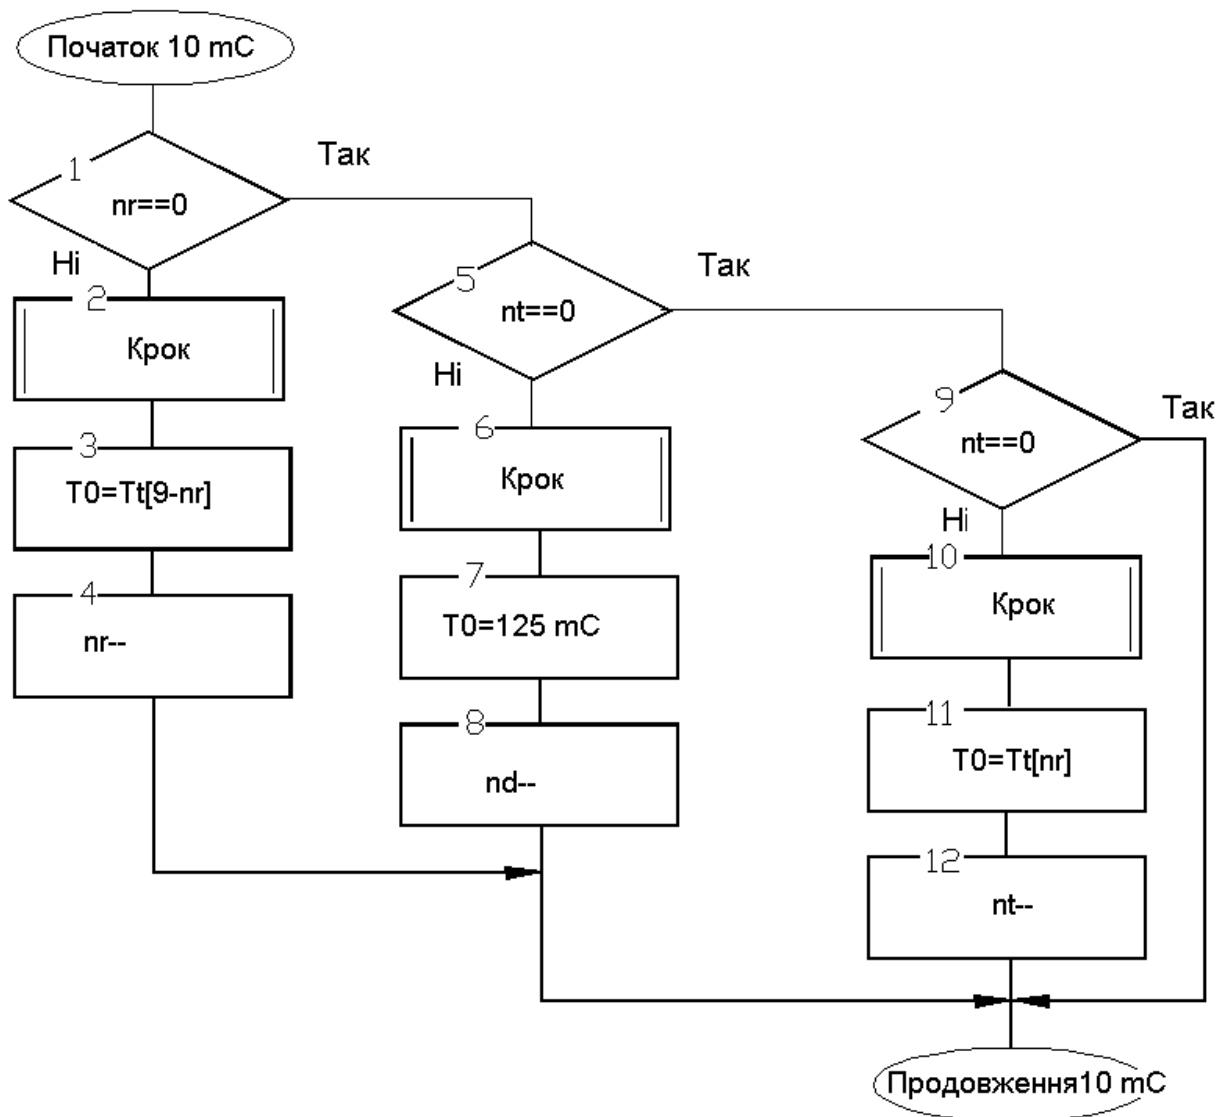 Початок 10 mC
1
Так
nr==0
Ні
2
Крок
3
T0=Tt[9-nr]
4
nr--
5
Так
nt==0
Ні
6
Крок
7
T0=125 mC
8
nd--
9
Так
nt==0
Ні
10
Крок
11
T0=Tt[nr]
12
nt--
Продовження10 mC